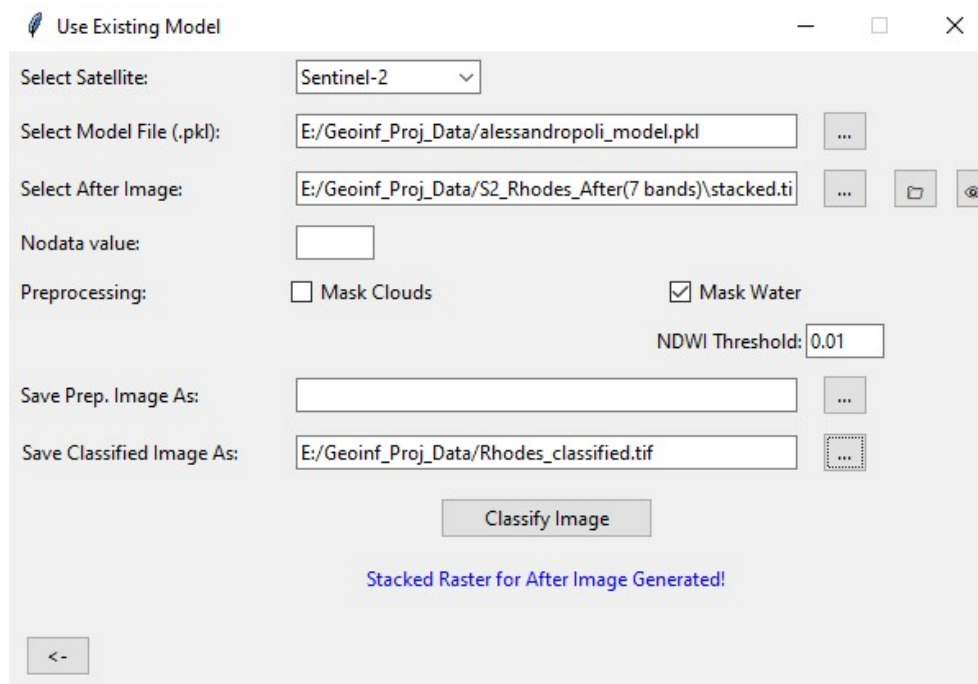 Use Existing Model
Select Satellite: Sentinel-2
Select Model File (.pkl): E:/Geoinf_Proj_Data/alessandropoli_model.pkl ...
Select After Image: E:/Geoinf_Proj_Data/S2_Rhodes_After(7 bands)\stacked.ti ...
Nodata value:
Preprocessing: Mask Clouds Mask Water
NDWI Threshold: 0.01
Save Prep. Image As: ...
Save Classified Image As: E:/Geoinf_Proj_Data/Rhodes_classified.tif ...
Classify Image
Stacked Raster for After Image Generated!
<-